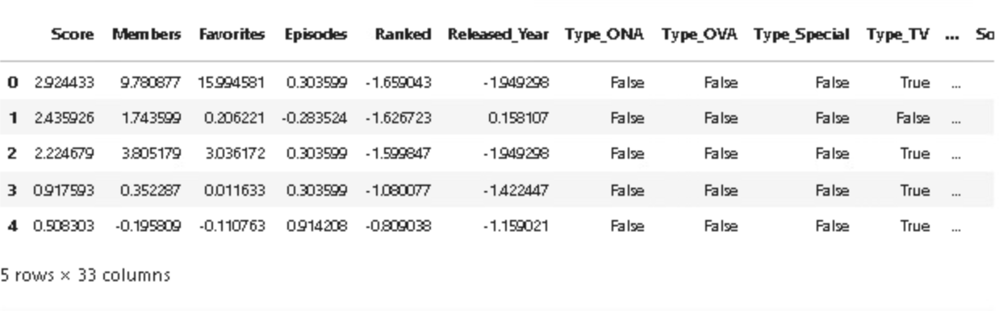 Score Members Favorites Episodes Ranked Released_Year Type_ONA Type_OVA Type_Special Type_TV ... So
0 2.924433 9.780877 15.994581 0.303599 -1.659043 -1.949298 False False False True ...
1 2.435926 1.743599 0.206221 -0.283524 -1.626723 0.158107 False False False False ...
2 2.224679 3.805179 3.036172 0.303599 -1.599847 -1.949298 False False False True ...
3 0.917593 0.352287 0.011633 0.303599 -1.080077 -1.422447 False False False True ...
4 0.508303 -0.195809 -0.110763 0.914208 -0.809038 -1.159021 False False False True ...
5 rows × 33 columns